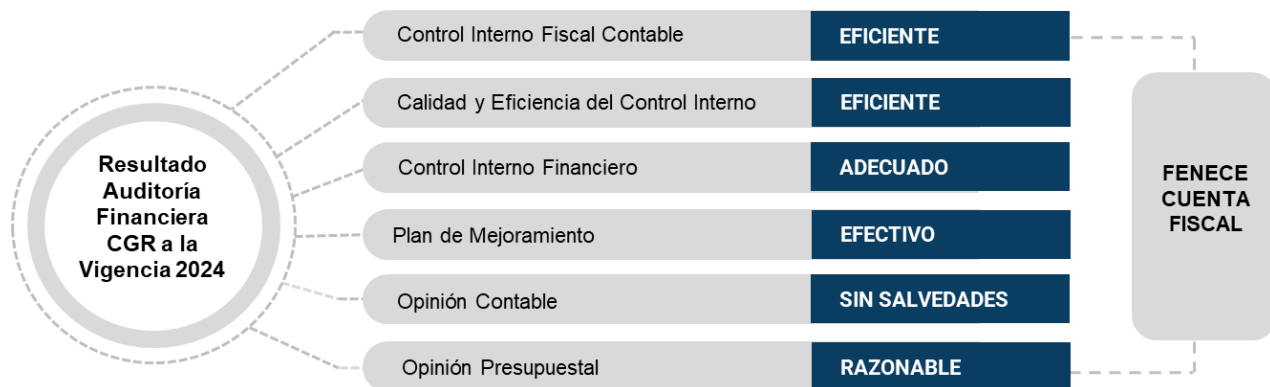 Resultado
Auditoría
Financiera
CGR a la
Vigencia 2024
Control Interno Fiscal Contable
EFICIENTE
Calidad y Eficiencia del Control Interno
EFICIENTE
Control Interno Financiero
ADECUADO
Plan de Mejoramiento
EFECTIVO
Opinión Contable
SIN SALVEDADES
Opinión Presupuestal
RAZONABLE
FENECE
CUENTA
FISCAL